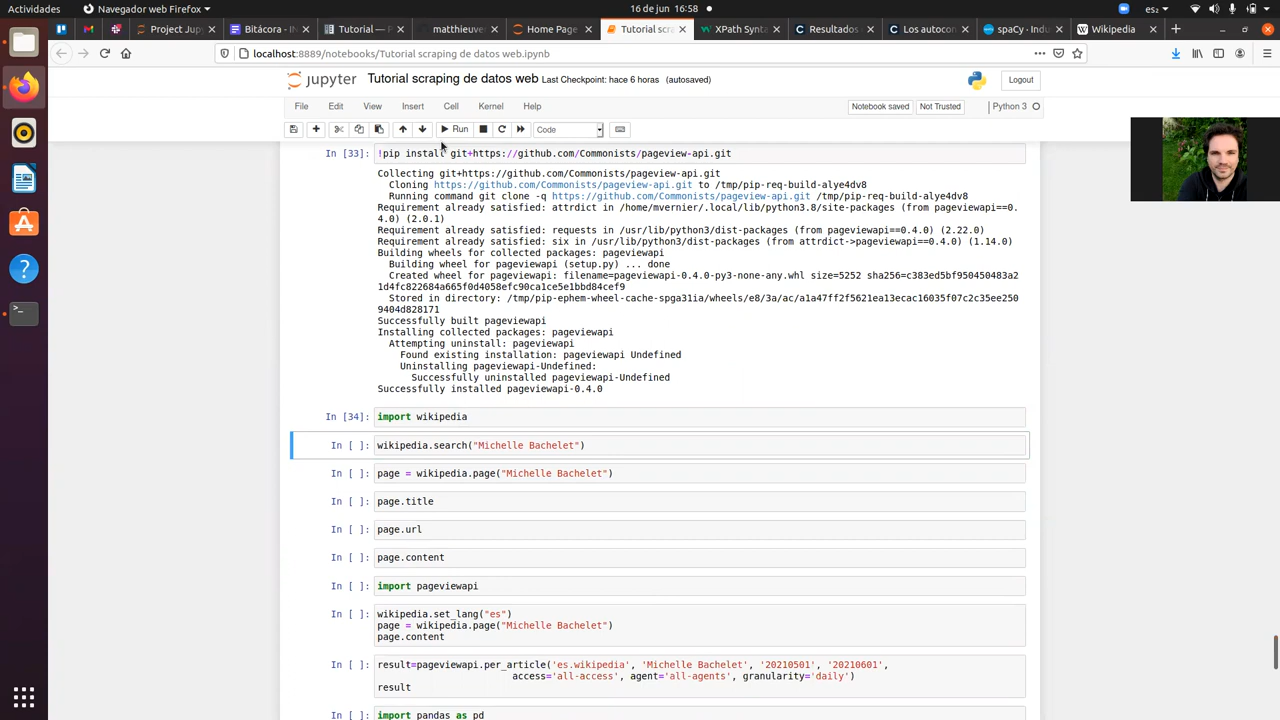 Actividades
Navegador web Firefox
16 de jun 16:58
es₂
Project Jup
Bitácora - IN
Tutorial —
matthieuver
Home Page
Tutorial scra
XPath Synta
Resultados
Los autocon
spaCy · Indu
Wikipedia
localhost:8889/notebooks/Tutorial scraping de datos web.ipynb
jupyter Tutorial scraping de datos web Last Checkpoint: hace 6 horas (autosaved)
Logout
File Edit View Insert Cell Kernel Help
Notebook saved Not Trusted Python 3
Run Code
In [33]: !pip install git+https://github.com/Commonists/pageview-api.git
Collecting git+https://github.com/Commonists/pageview-api.git
Cloning https://github.com/Commonists/pageview-api.git to /tmp/pip-req-build-alye4dv8
Running command git clone -q https://github.com/Commonists/pageview-api.git /tmp/pip-req-build-alye4dv8
Requirement already satisfied: attrdict in /home/mvernier/.local/lib/python3.8/site-packages (from pageviewapi==0.
4.0) (2.0.1)
Requirement already satisfied: requests in /usr/lib/python3/dist-packages (from pageviewapi==0.4.0) (2.22.0)
Requirement already satisfied: six in /usr/lib/python3/dist-packages (from attrdict->pageviewapi==0.4.0) (1.14.0)
Building wheels for collected packages: pageviewapi
Building wheel for pageviewapi (setup.py) ... done
Created wheel for pageviewapi: filename=pageviewapi-0.4.0-py3-none-any.whl size=5252 sha256=c383ed5bf950450483a2
1d4fc822684a665f0d4058efc90ca1ce5e1bbd84cef9
Stored in directory: /tmp/pip-ephem-wheel-cache-spga31ia/wheels/e8/3a/ac/a1a47ff2f5621ea13ecac16035f07c2c35ee250
9404d828171
Successfully built pageviewapi
Installing collected packages: pageviewapi
Attempting uninstall: pageviewapi
Found existing installation: pageviewapi Undefined
Uninstalling pageviewapi-Undefined:
Successfully uninstalled pageviewapi-Undefined
Successfully installed pageviewapi-0.4.0
In [34]: import wikipedia
In [ ]: wikipedia.search("Michelle Bachelet")
In [ ]: page = wikipedia.page("Michelle Bachelet")
In [ ]: page.title
In [ ]: page.url
In [ ]: page.content
In [ ]: import pageviewapi
In [ ]: wikipedia.set_lang("es")
page = wikipedia.page("Michelle Bachelet")
page.content
In [ ]: result=pageviewapi.per_article('es.wikipedia', 'Michelle Bachelet', '20210501', '20210601',
access='all-access', agent='all-agents', granularity='daily')
result
In [ ]: import pandas as pd